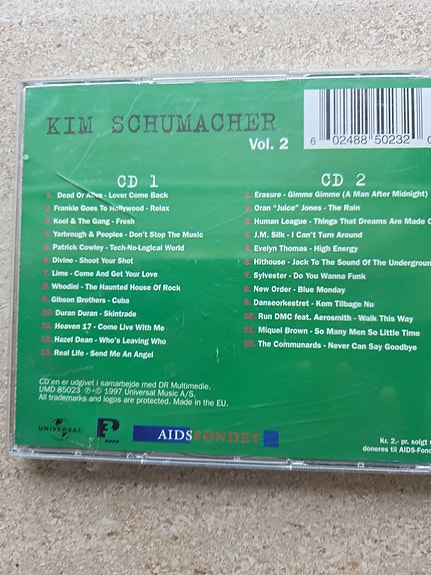 KIM SCHUMACHER
Vol. 2
6 02488 50232 0
CD 1
1. Dead Or Alive - Lover Come Back
2. Frankie Goes To Hollywood - Relax
3. Kool & The Gang - Fresh
4. Yarbrough & Peoples - Don't Stop The Music
5. Patrick Cowley - Tech-No-Logical World
6. Divine - Shoot Your Shot
7. Lime - Come And Get Your Love
8. Whodini - The Haunted House Of Rock
9. Gibson Brothers - Cuba
10. Duran Duran - Skintrade
11. Heaven 17 - Come Live With Me
12. Hazel Dean - Who's Leaving Who
13. Real Life - Send Me An Angel
CD 2
1. Erasure - Gimme Gimme (A Man After Midnight)
2. Oran "Juice" Jones - The Rain
3. Human League - Things That Dreams Are Made O
4. J.M. Silk - I Can't Turn Around
5. Evelyn Thomas - High Energy
6. Hithouse - Jack To The Sound Of The Undergroun
7. Sylvester - Do You Wanna Funk
8. New Order - Blue Monday
9. Danseorkestret - Kom Tilbage Nu
10. Run DMC feat. Aerosmith - Walk This Way
11. Miquel Brown - So Many Men So Little Time
12. The Communards - Never Can Say Goodbye
CD'en er udgivet i samarbejde med DR Multimedie.
UMD 85023 ℗+© 1997 Universal Music A/S.
All trademarks and logos are protected. Made in the EU.
UNIVERSAL
P3
AIDSFONDET
Kr. 2,- pr. solgt
doneres til AIDS-Fond